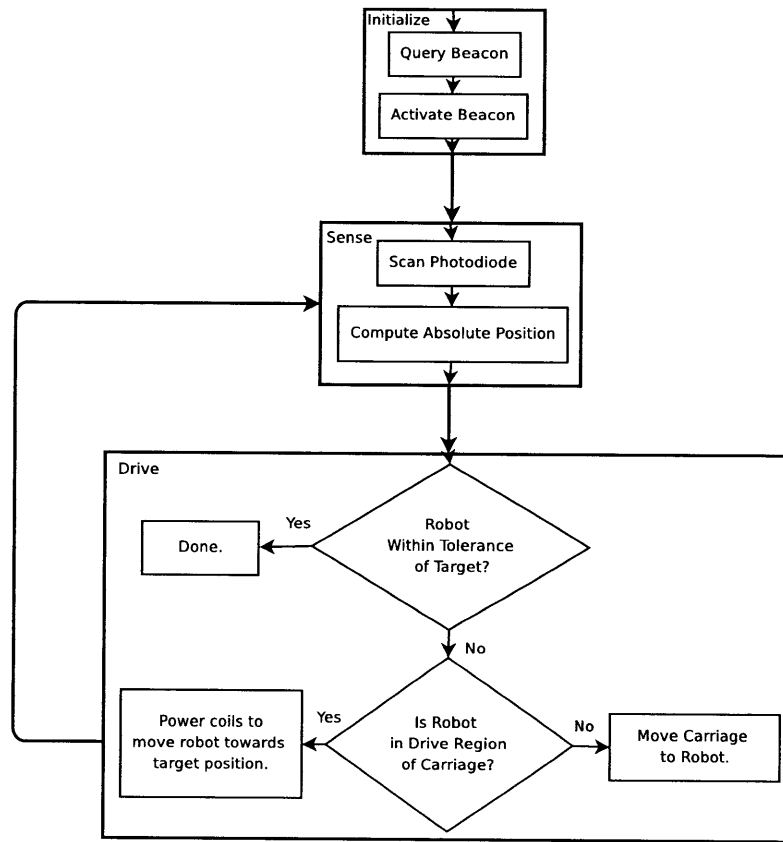 Initialize
Query Beacon
Activate Beacon
Sense
Scan Photodiode
Compute Absolute Position
Drive
Robot
Within Tolerance
of Target?
Yes
Done.
No
Is Robot
in Drive Region
of Carriage?
Yes
Power coils to
move robot towards
target position.
No
Move Carriage
to Robot.